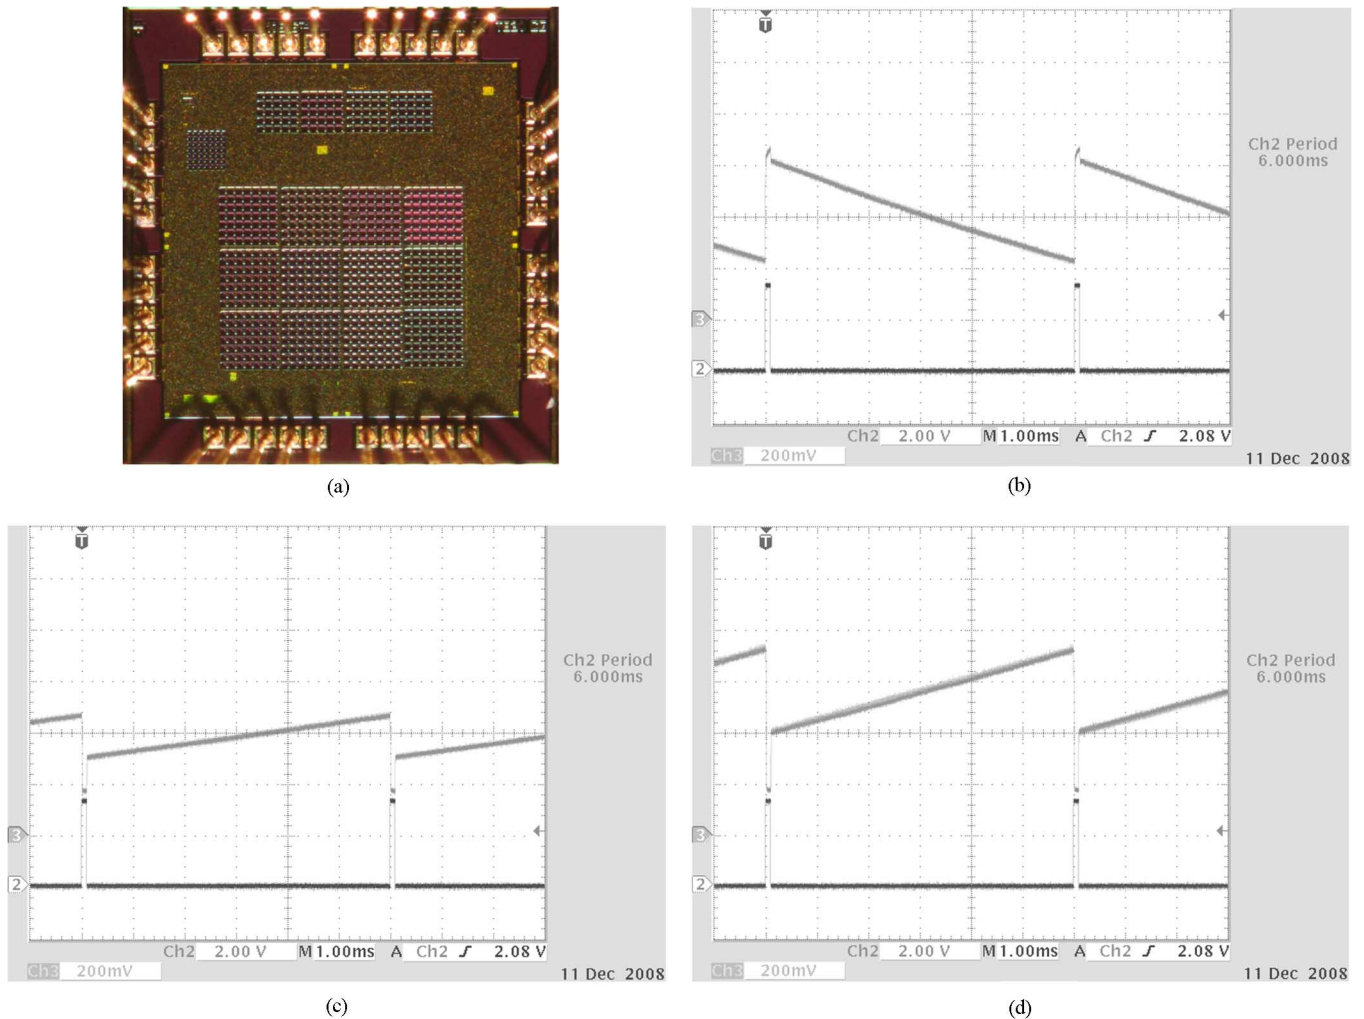 T
Ch2 Period
6.000ms
3
2
Ch2 2.00 V M 1.00ms A Ch2 2.08 V
Ch3 200mV
11 Dec 2008
(a)
(b)
T
Ch2 Period
6.000ms
3
2
Ch2 2.00 V M 1.00ms A Ch2 2.08 V
Ch3 200mV
11 Dec 2008
(c)
T
Ch2 Period
6.000ms
3
2
Ch2 2.00 V M 1.00ms A Ch2 2.08 V
Ch3 200mV
11 Dec 2008
(d)